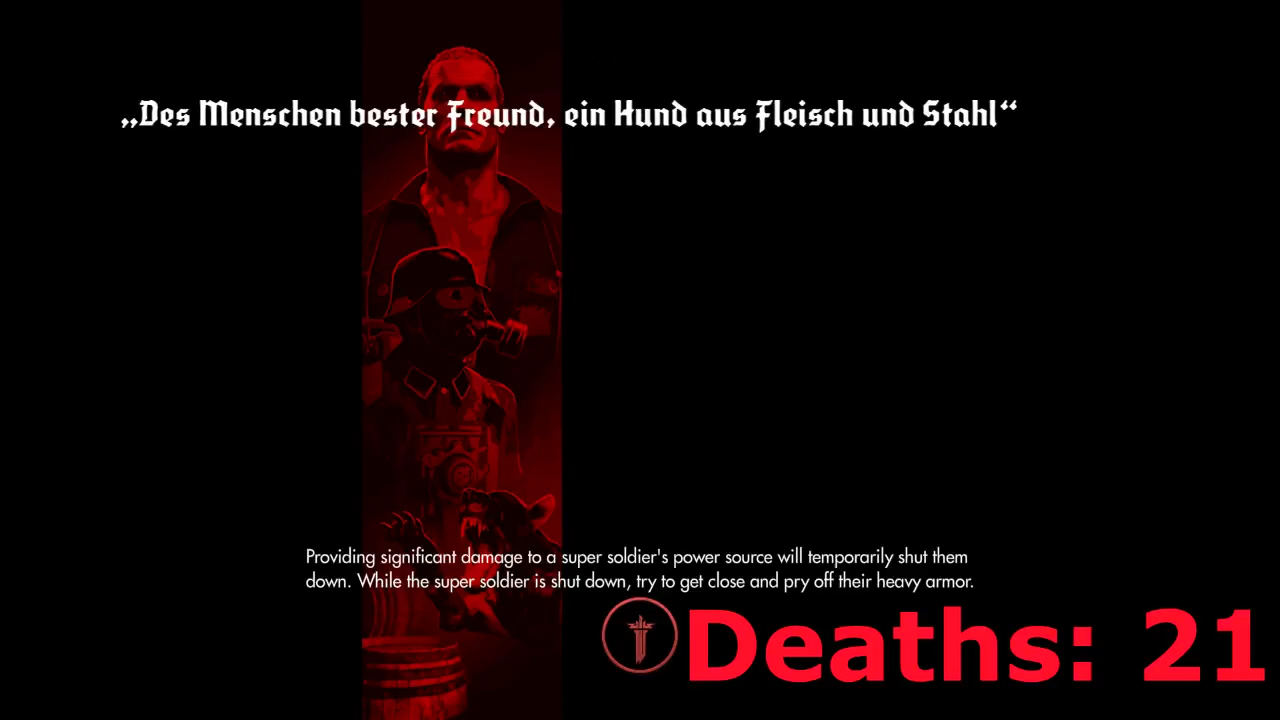 „Des Menschen bester Freund, ein Hund aus Fleisch und Stahl“
Providing significant damage to a super soldier's power source will temporarily shut them
down. While the super soldier is shut down, try to get close and pry off their heavy armor.
Deaths: 21